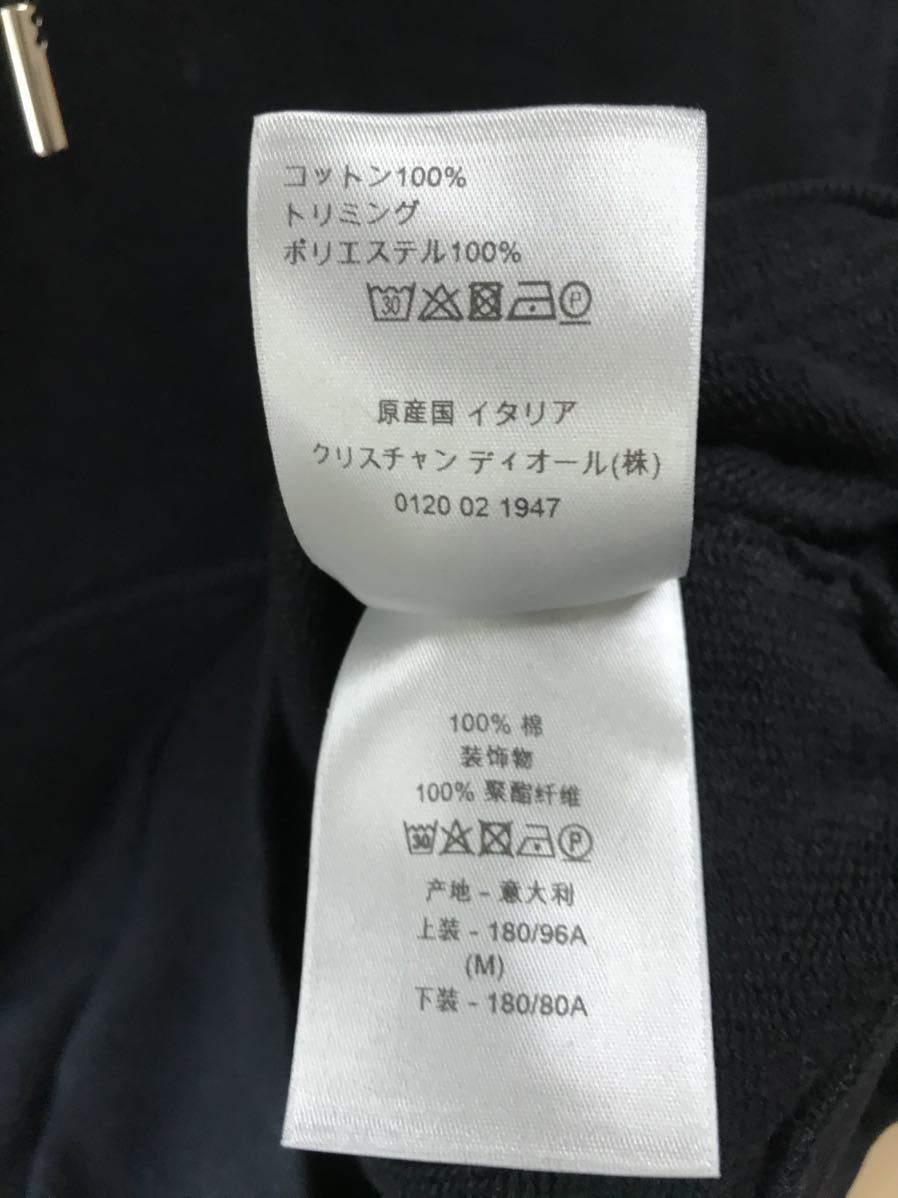 コットン100%
トリミング
ポリエステル100%
30 P
原産国 イタリア
クリスチャン ディオール(株)
0120 02 1947
100% 棉
装饰物
100% 聚酯纤维
30 P
产地 - 意大利
上装 - 180/96A
(M)
下装 - 180/80A